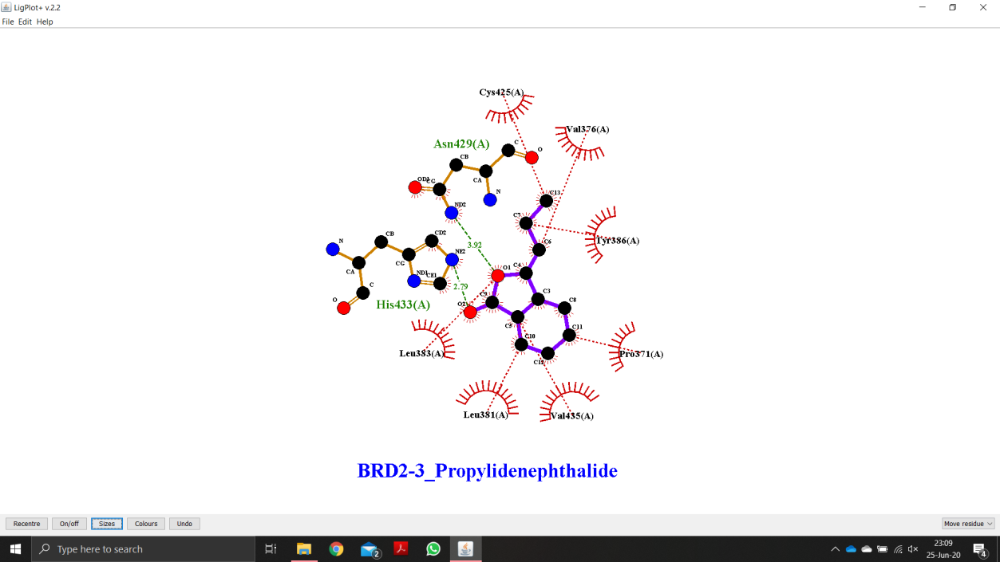 LigPlot+ v.2.2
File Edit Help
Cys425(A)
Val376(A)
Asn429(A)
C
O
CB
CA
OD1
CG
N
C13
ND2
C7
Tyr386(A)
CB
CD2
C6
N
3.92
NE2
CG
O1
C4
CA
ND1
CE1
2.79
C
C9
C3
C8
O
His433(A)
O2
C5
C11
C10
Leu383(A)
Pro371(A)
C12
Leu381(A)
Val435(A)
BRD2-3_Propylidenephthalide
Recentre On/off Sizes Colours Undo Move residue
Type here to search
2
23:09
25-Jun-20
4